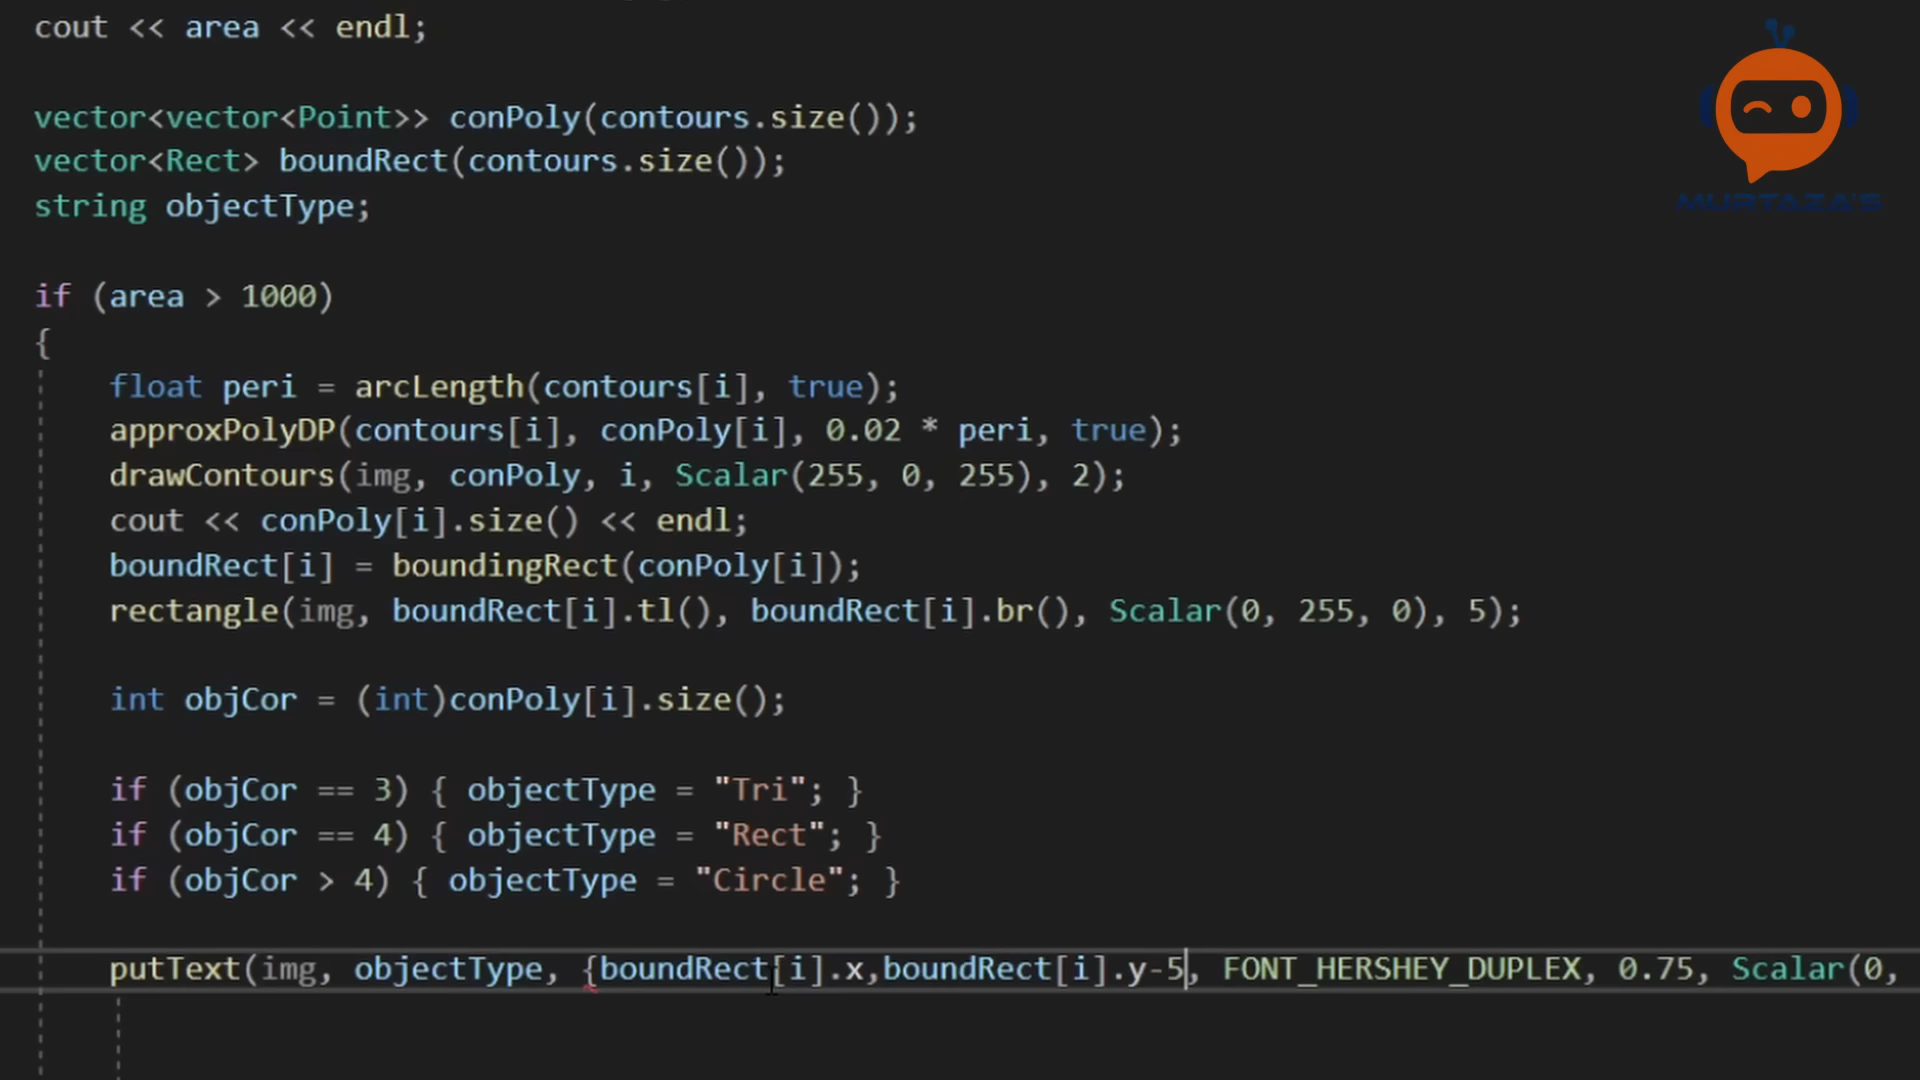 cout << area << endl;
MURTAZA'S
vector<vector<Point>> conPoly(contours.size());
vector<Rect> boundRect(contours.size());
string objectType;
if (area > 1000)
{
float peri = arcLength(contours[i], true);
approxPolyDP(contours[i], conPoly[i], 0.02 * peri, true);
drawContours(img, conPoly, i, Scalar(255, 0, 255), 2);
cout << conPoly[i].size() << endl;
boundRect[i] = boundingRect(conPoly[i]);
rectangle(img, boundRect[i].tl(), boundRect[i].br(), Scalar(0, 255, 0), 5);
int objCor = (int)conPoly[i].size();
if (objCor == 3) { objectType = "Tri"; }
if (objCor == 4) { objectType = "Rect"; }
if (objCor > 4) { objectType = "Circle"; }
putText(img, objectType, {boundRect[i].x,boundRect[i].y-5, FONT_HERSHEY_DUPLEX, 0.75, Scalar(0,